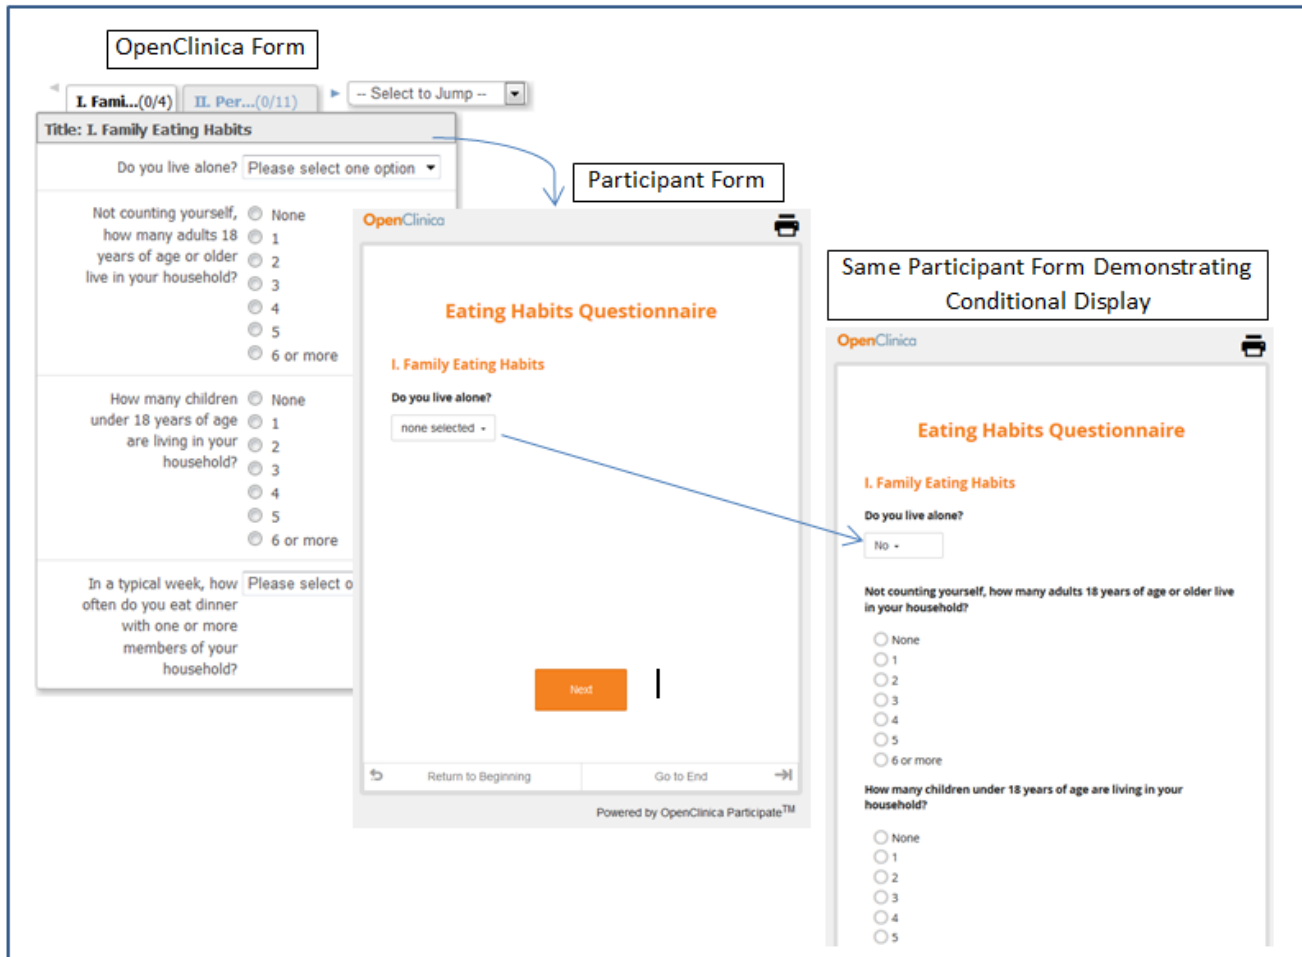 OpenClinica Form
I. Fami...(0/4)
II. Per...(0/11)
-- Select to Jump --
Title: I. Family Eating Habits
Do you live alone?
Please select one option
Not counting yourself,
how many adults 18
years of age or older
live in your household?
None
1
2
3
4
5
6 or more
How many children
under 18 years of age
are living in your
household?
None
1
2
3
4
5
6 or more
In a typical week, how
often do you eat dinner
with one or more
members of your
household?
Please select o
Participant Form
OpenClinica
Eating Habits Questionnaire
I. Family Eating Habits
Do you live alone?
none selected
Next
Return to Beginning
Go to End
Powered by OpenClinica Participate™
Same Participant Form Demonstrating
Conditional Display
OpenClinica
Eating Habits Questionnaire
I. Family Eating Habits
Do you live alone?
No
Not counting yourself, how many adults 18 years of age or older live
in your household?
None
1
2
3
4
5
6 or more
How many children under 18 years of age are living in your
household?
None
1
2
3
4
5